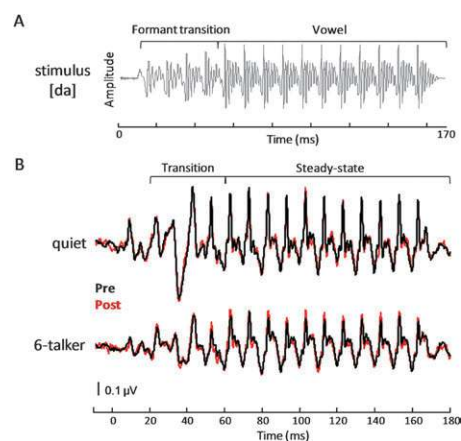 A
Formant transition
Vowel
stimulus
[da]
Amplitude
0
170
Time (ms)
B
Transition
Steady-state
quiet
Pre
Post
6-talker
0.1 µV
0 20 40 60 80 100 120 140 160 180
Time (ms)